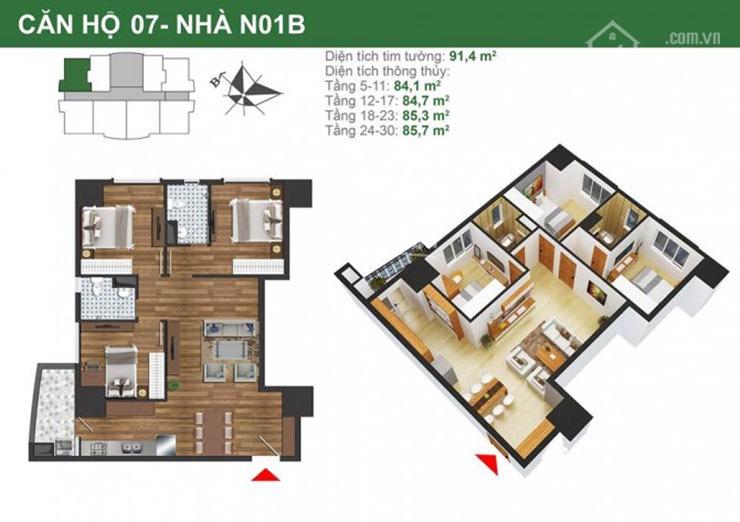 CĂN HỘ 07- NHÀ N01B
.com.vn
Diện tích tim tường: 91,4 m²
Diện tích thông thủy:
Tầng 5-11: 84,1 m²
Tầng 12-17: 84,7 m²
Tầng 18-23: 85,3 m²
Tầng 24-30: 85,7 m²
B